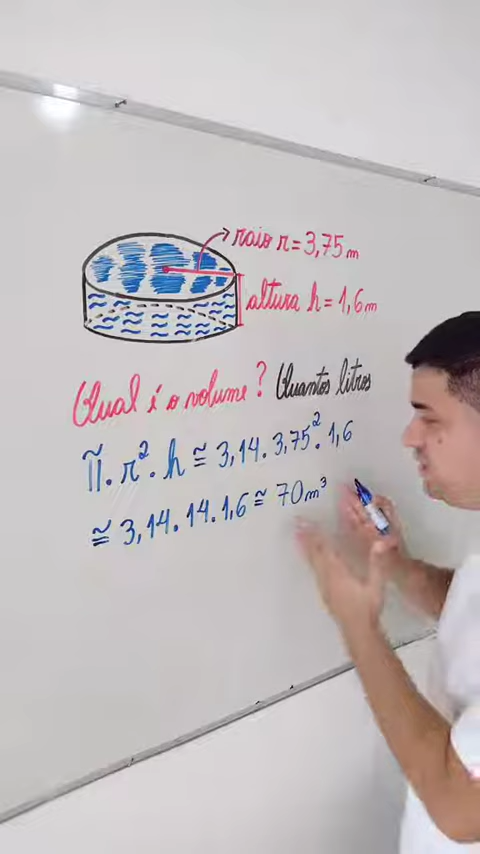 raio r = 3,75 m
altura h = 1,6 m
Qual é o volume? Quantos litros
π . r² . h ≅ 3,14 . 3,75² . 1,6
≅ 3,14 . 14 . 1,6 ≅ 70 m³